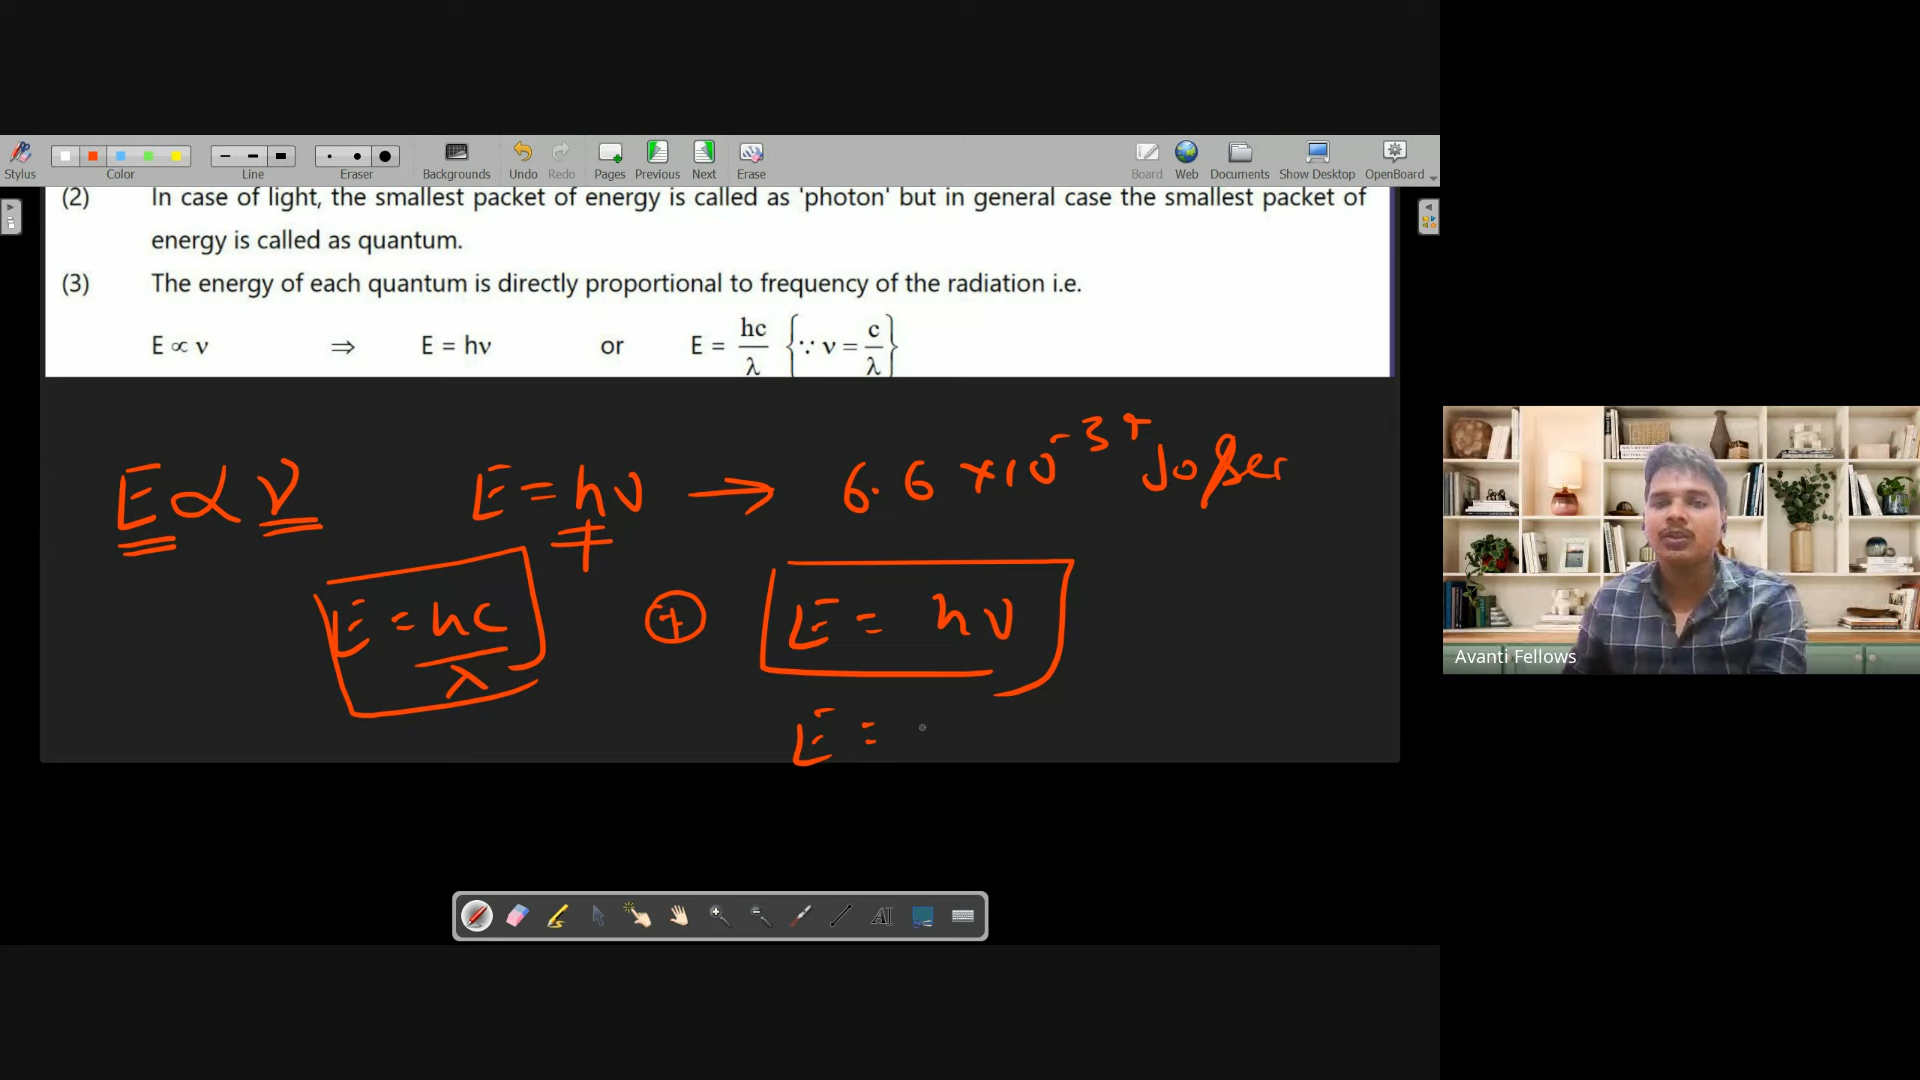 Stylus Color Line Eraser Backgrounds Undo Redo Pages Previous Next Erase Board Web Documents Show Desktop OpenBoard
(2) In case of light, the smallest packet of energy is called as 'photon' but in general case the smallest packet of
energy is called as quantum.
(3) The energy of each quantum is directly proportional to frequency of the radiation i.e.
E ∝ ν ⇒ E = hν or E = hc/λ {∵ ν = c/λ}
E ∝ ν E = hν → 6.6 × 10
E = hc/λ + E = hν
E =
Avanti Fellows
AI